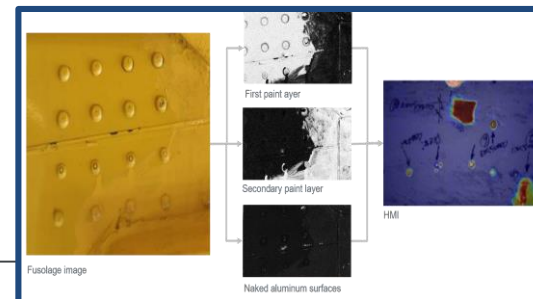 First paint ayer
Secondary paint layer
HMI
Fusolage image
Naked aluminum surfaces